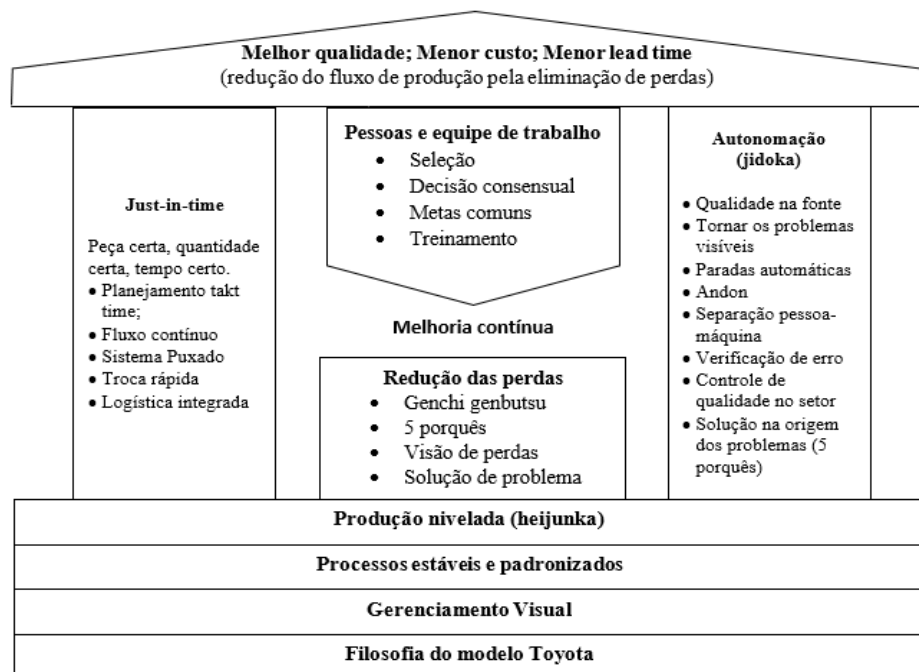 Melhor qualidade; Menor custo; Menor lead time
(redução do fluxo de produção pela eliminação de perdas)
Just-in-time
Peça certa, quantidade
certa, tempo certo.
• Planejamento takt
time;
• Fluxo contínuo
• Sistema Puxado
• Troca rápida
• Logística integrada
Pessoas e equipe de trabalho
• Seleção
• Decisão consensual
• Metas comuns
• Treinamento
Melhoria contínua
Redução das perdas
• Genchi genbutsu
• 5 porquês
• Visão de perdas
• Solução de problema
Autonomação
(jidoka)
• Qualidade na fonte
• Tornar os problemas
visíveis
• Paradas automáticas
• Andon
• Separação pessoa-
máquina
• Verificação de erro
• Controle de
qualidade no setor
• Solução na origem
dos problemas (5
porquês)
Produção nivelada (heijunka)
Processos estáveis e padronizados
Gerenciamento Visual
Filosofia do modelo Toyota